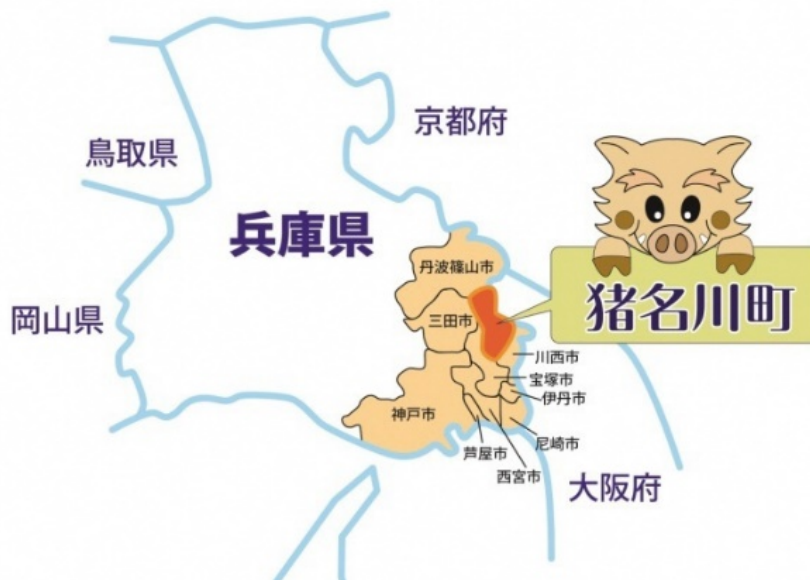 京都府
鳥取県
兵庫県
丹波篠山市
猪名川町
岡山県
三田市
川西市
宝塚市
伊丹市
神戸市
尼崎市
芦屋市
西宮市
大阪府